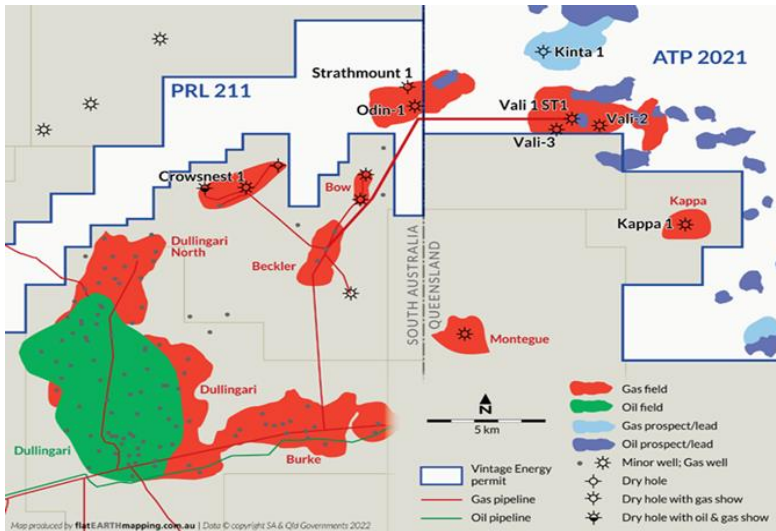 Kinta 1
ATP 2021
Strathmount 1
PRL 211
Odin-1
Vali 1 ST1
Vali-2
Vali-3
Crowsnest 1
Bow
Kappa
Kappa 1
Dullingari
North
Beckler
SOUTH AUSTRALIA
QUEENSLAND
Montegue
Dullingari
Dullingari
Burke
N
5 km
Gas field
Oil field
Gas prospect/lead
Oil prospect/lead
Minor well; Gas well
Dry hole
Dry hole with gas show
Dry hole with oil & gas show
Vintage Energy
permit
Gas pipeline
Oil pipeline
Map produced by flatEARTHmapping.com.au | Data © copyright SA & Qld Governments 2022